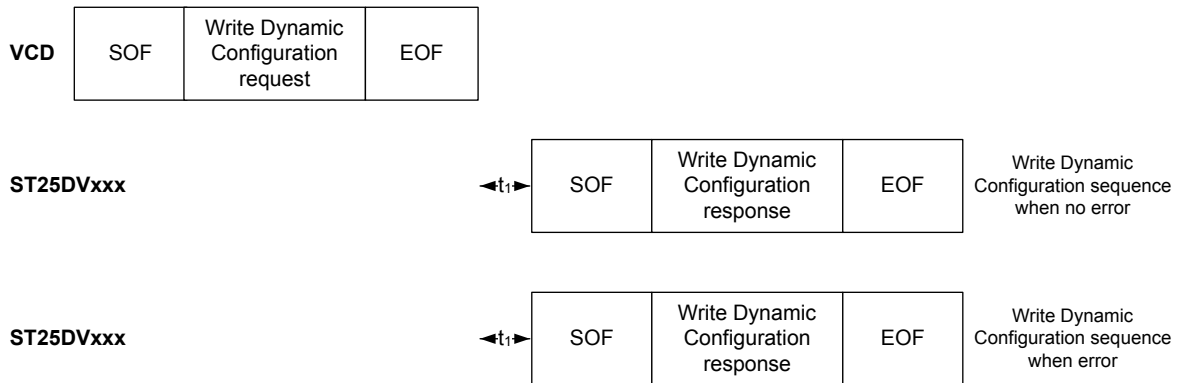 VCD
SOF
Write Dynamic
Configuration
request
EOF
ST25DVxxx
t1
SOF
Write Dynamic
Configuration
response
EOF
Write Dynamic
Configuration sequence
when no error
ST25DVxxx
t1
SOF
Write Dynamic
Configuration
response
EOF
Write Dynamic
Configuration sequence
when error